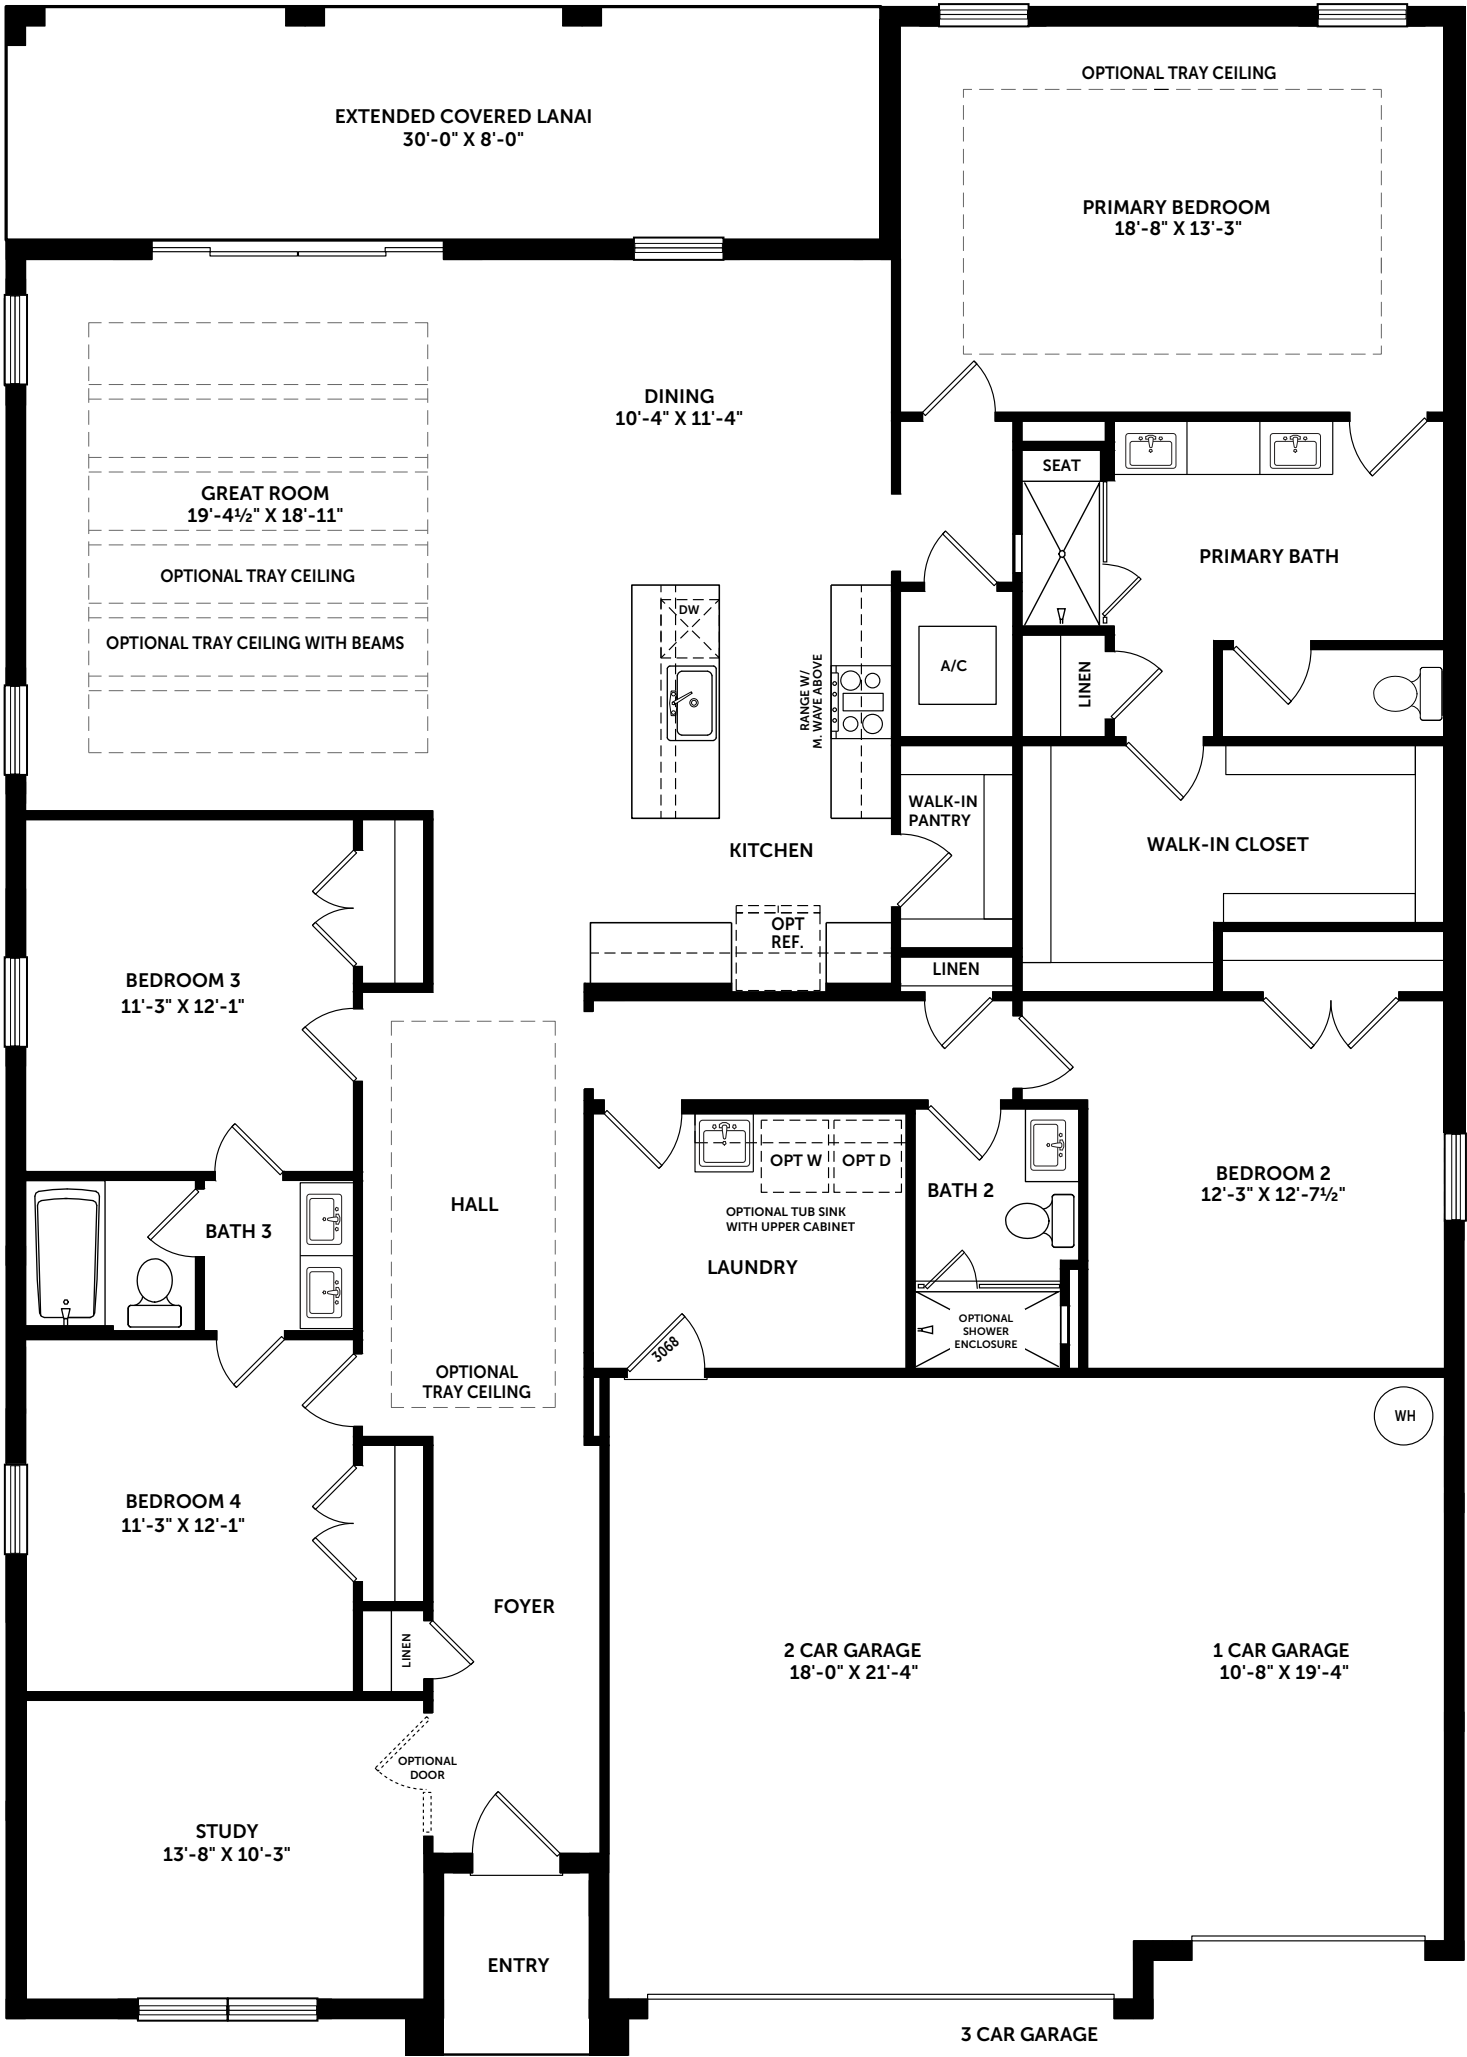 OPTIONAL TRAY CEILING
EXTENDED COVERED LANAI
30'-0" X 8'-0"
PRIMARY BEDROOM
18'-8" X 13'-3"
DINING
10'-4" X 11'-4"
GREAT ROOM
19'-4½" X 18'-11"
OPTIONAL TRAY CEILING
OPTIONAL TRAY CEILING WITH BEAMS
SEAT
PRIMARY BATH
DW
RANGE W/
M. WAVE ABOVE
A/C
LINEN
WALK-IN
PANTRY
WALK-IN CLOSET
KITCHEN
OPT
REF.
LINEN
BEDROOM 3
11'-3" X 12'-1"
OPT W
OPT D
BATH 2
BEDROOM 2
12'-3" X 12'-7½"
HALL
BATH 3
OPTIONAL TUB SINK
WITH UPPER CABINET
LAUNDRY
OPTIONAL
SHOWER
ENCLOSURE
3068
OPTIONAL
TRAY CEILING
WH
BEDROOM 4
11'-3" X 12'-1"
FOYER
LINEN
2 CAR GARAGE
18'-0" X 21'-4"
1 CAR GARAGE
10'-8" X 19'-4"
OPTIONAL
DOOR
STUDY
13'-8" X 10'-3"
ENTRY
3 CAR GARAGE